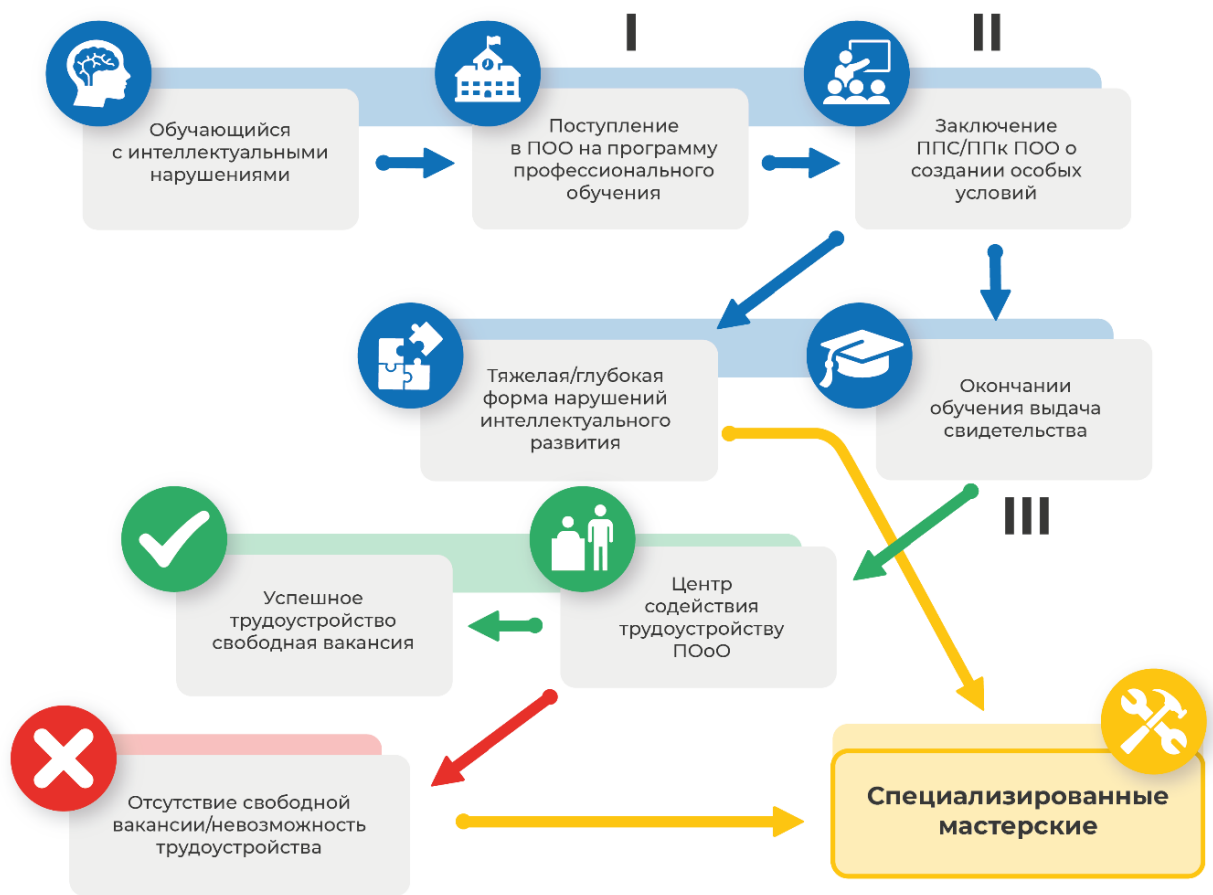 I
II
Обучающийся
с интеллектуальными
нарушениями
Поступление
в ПОО на программу
профессионального
обучения
Заключение
ППС/ППк ПОО о
создании особых
условий
Тяжелая/глубокая
форма нарушений
интеллектуального
развития
Окончании
обучения выдача
свидетельства
III
Успешное
трудоустройство
свободная вакансия
Центр
содействия
трудоустройству
ПОоО
Отсутствие свободной
вакансии/невозможность
трудоустройства
Специализированные
мастерские